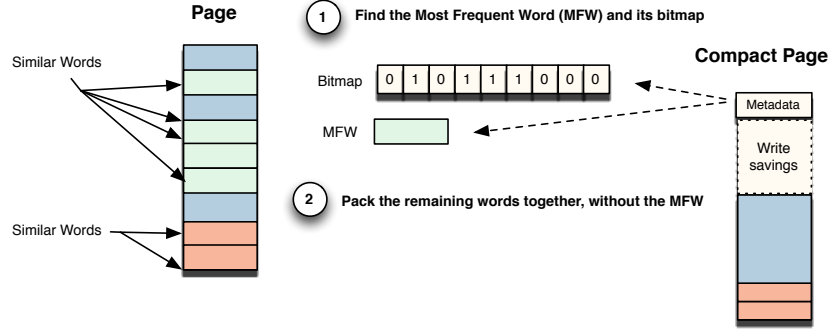 Page
1
Find the Most Frequent Word (MFW) and its bitmap
Similar Words
Compact Page
Bitmap
0 1 0 1 1 1 0 0 0
Metadata
MFW
Write
savings
2
Pack the remaining words together, without the MFW
Similar Words